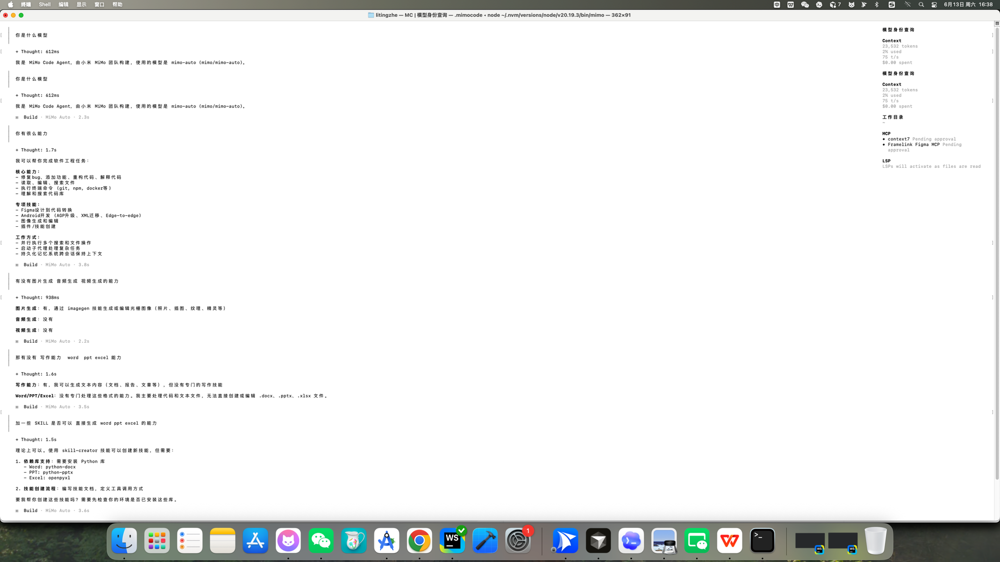 终端 Shell 编辑 显示 窗口 帮助 7 6月13日 周六 16:38
litingzhe — MC | 模型身份查询 — .mimocode ◂ node ~/.nvm/versions/node/v20.19.3/bin/mimo — 362×91
你是什么模型
+ Thought: 612ms
我是 MiMo Code Agent，由小米 MiMo 团队构建，使用的模型是 mimo-auto (mimo/mimo-auto)。
你是什么模型
+ Thought: 612ms
我是 MiMo Code Agent，由小米 MiMo 团队构建，使用的模型是 mimo-auto (mimo/mimo-auto)。
▣ Build · MiMo Auto · 2.3s
你有很么能力
+ Thought: 1.7s
我可以帮你完成软件工程任务：
核心能力：
- 修复bug、添加功能、重构代码、解释代码
- 读取、编辑、搜索文件
- 执行终端命令 (git, npm, docker等)
- 理解和搜索代码库
专项技能：
- Figma设计到代码转换
- Android开发 (AGP升级、XML迁移、Edge-to-edge)
- 图像生成和编辑
- 插件/技能创建
工作方式：
- 并行执行多个搜索和文件操作
- 启动子代理处理复杂任务
- 持久化记忆系统跨会话保持上下文
▣ Build · MiMo Auto · 3.8s
有没有图片生成 音频生成 视频生成的能力
+ Thought: 938ms
图片生成：有，通过 imagegen 技能生成或编辑光栅图像（照片、插图、纹理、精灵等）
音频生成：没有
视频生成：没有
▣ Build · MiMo Auto · 2.2s
那有没有 写作能力 word ppt excel 能力
+ Thought: 1.6s
写作能力：有，我可以生成文本内容（文档、报告、文章等），但没有专门的写作技能
Word/PPT/Excel：没有专门处理这些格式的能力。我主要处理代码和文本文件，无法直接创建或编辑 .docx、.pptx、.xlsx 文件。
▣ Build · MiMo Auto · 3.5s
加一些 SKILL 是否可以 直接生成 word ppt excel 的能力
+ Thought: 1.5s
理论上可以。使用 skill-creator 技能可以创建新技能，但需要：
1. 依赖库支持：需要安装 Python 库
- Word: python-docx
- PPT: python-pptx
- Excel: openpyxl
2. 技能创建流程：编写技能文档，定义工具调用方式
要我帮你创建这些技能吗？需要先检查你的环境是否已安装这些库。
▣ Build · MiMo Auto · 3.6s
模型身份查询
Context
23,532 tokens
2% used
75 t/s
$0.00 spent
模型身份查询
Context
23,532 tokens
2% used
75 t/s
$0.00 spent
工作目录
~
MCP
• context7 Pending approval
• Framelink Figma MCP Pending
approval
LSP
LSPs will activate as files are read
WS
1
>_
WS
WS